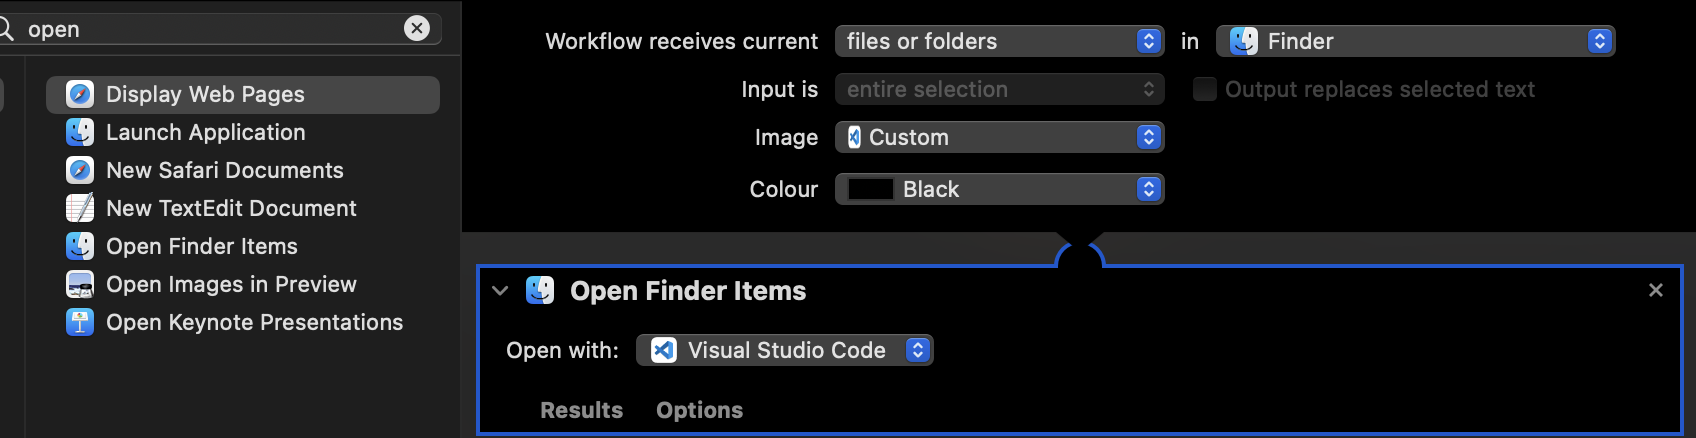 open
Display Web Pages
Launch Application
New Safari Documents
New TextEdit Document
Open Finder Items
Open Images in Preview
Open Keynote Presentations
Workflow receives current files or folders in Finder
Input is entire selection Output replaces selected text
Image Custom
Colour Black
Open Finder Items
Open with: Visual Studio Code
Results Options